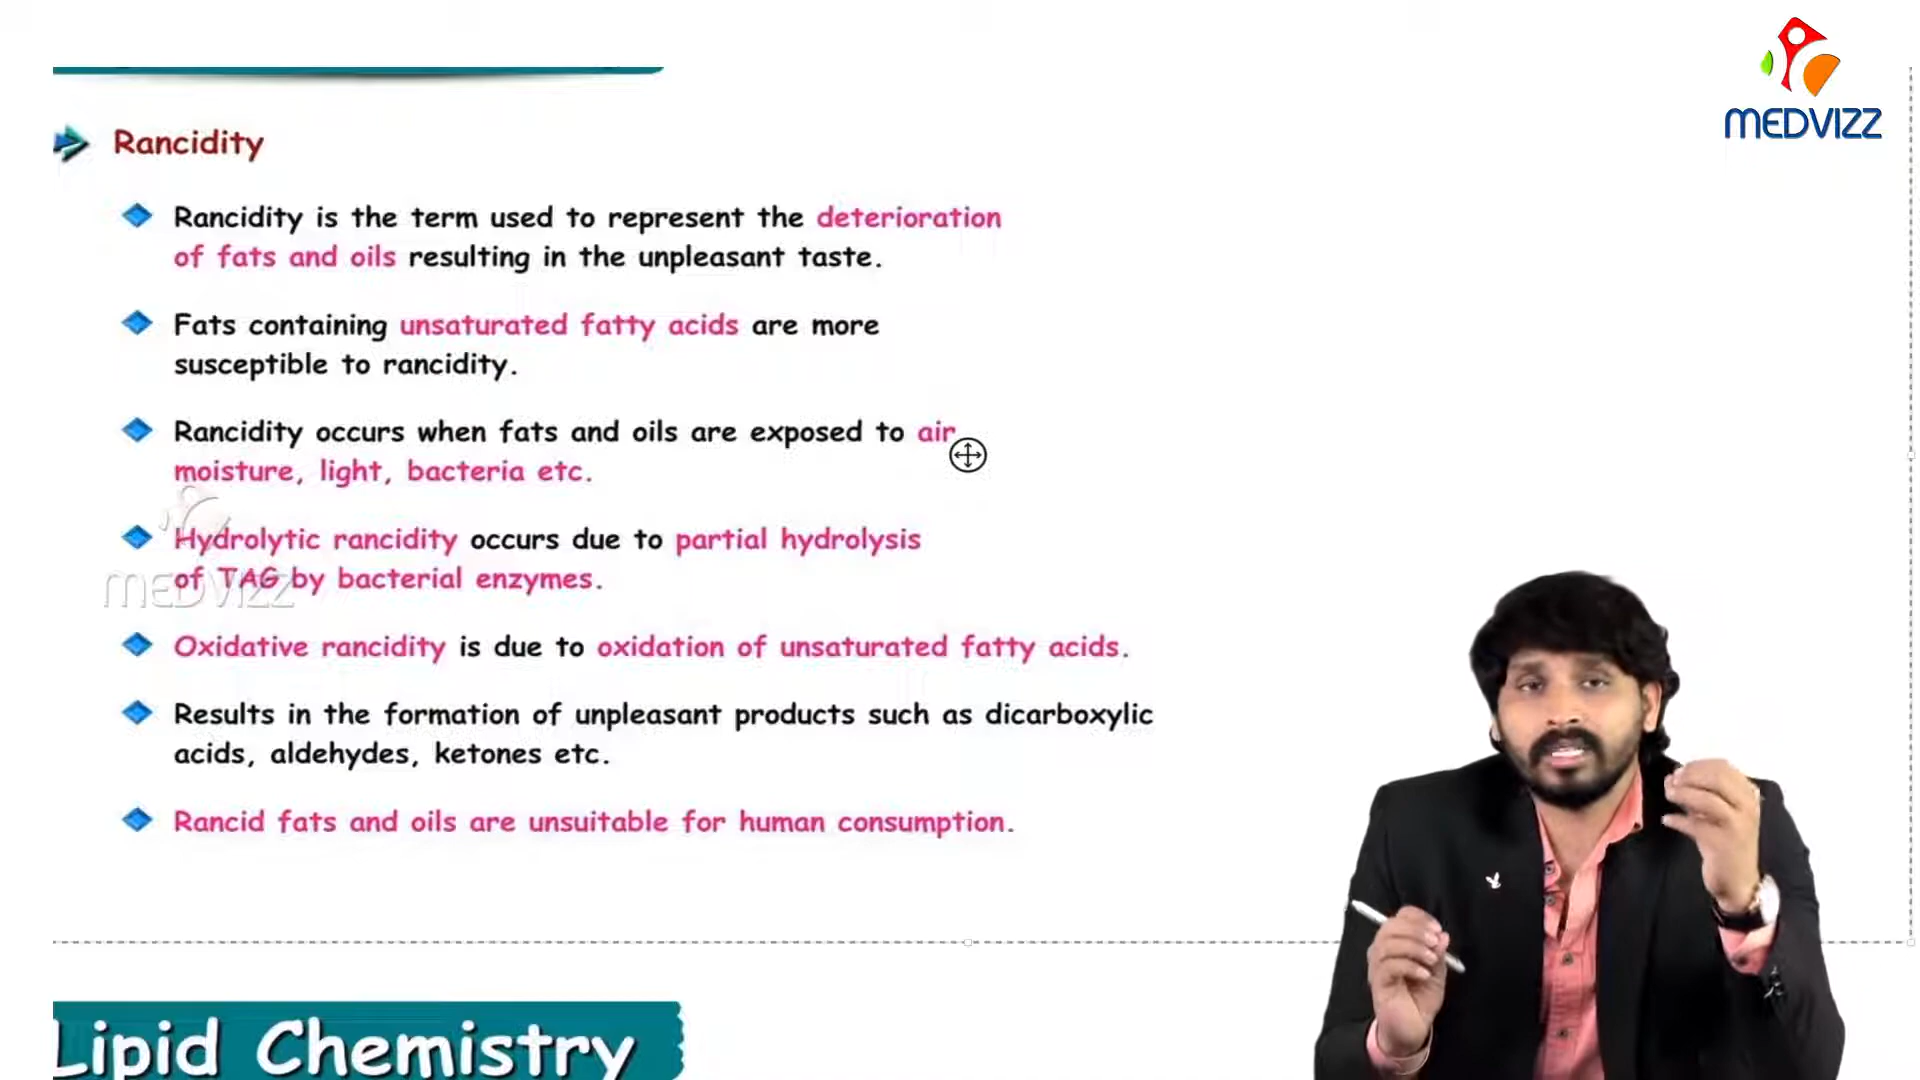 MEDVIZZ
Rancidity
Rancidity is the term used to represent the deterioration
of fats and oils resulting in the unpleasant taste.
Fats containing unsaturated fatty acids are more
susceptible to rancidity.
Rancidity occurs when fats and oils are exposed to air
moisture, light, bacteria etc.
Hydrolytic rancidity occurs due to partial hydrolysis
of TAG by bacterial enzymes.
MEDVIZZ
Oxidative rancidity is due to oxidation of unsaturated fatty acids.
Results in the formation of unpleasant products such as dicarboxylic
acids, aldehydes, ketones etc.
Rancid fats and oils are unsuitable for human consumption.
Lipid Chemistry